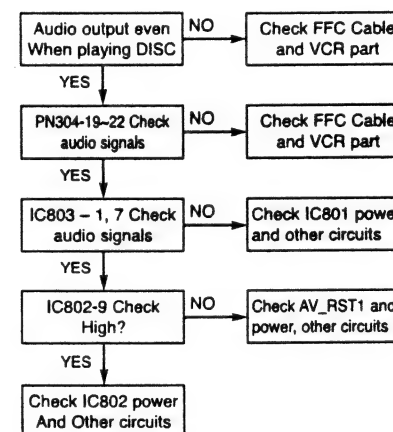 Audio output even
When playing DISC
NO
Check FFC Cable
and VCR part
YES
PN304-19~22 Check
audio signals
NO
Check FFC Cable
and VCR part
YES
IC803 – 1, 7 Check
audio signals
NO
Check IC801 power
and other circuits
YES
IC802-9 Check
High?
NO
Check AV_RST1 and
power, other circuits
YES
Check IC802 power
And Other circuits